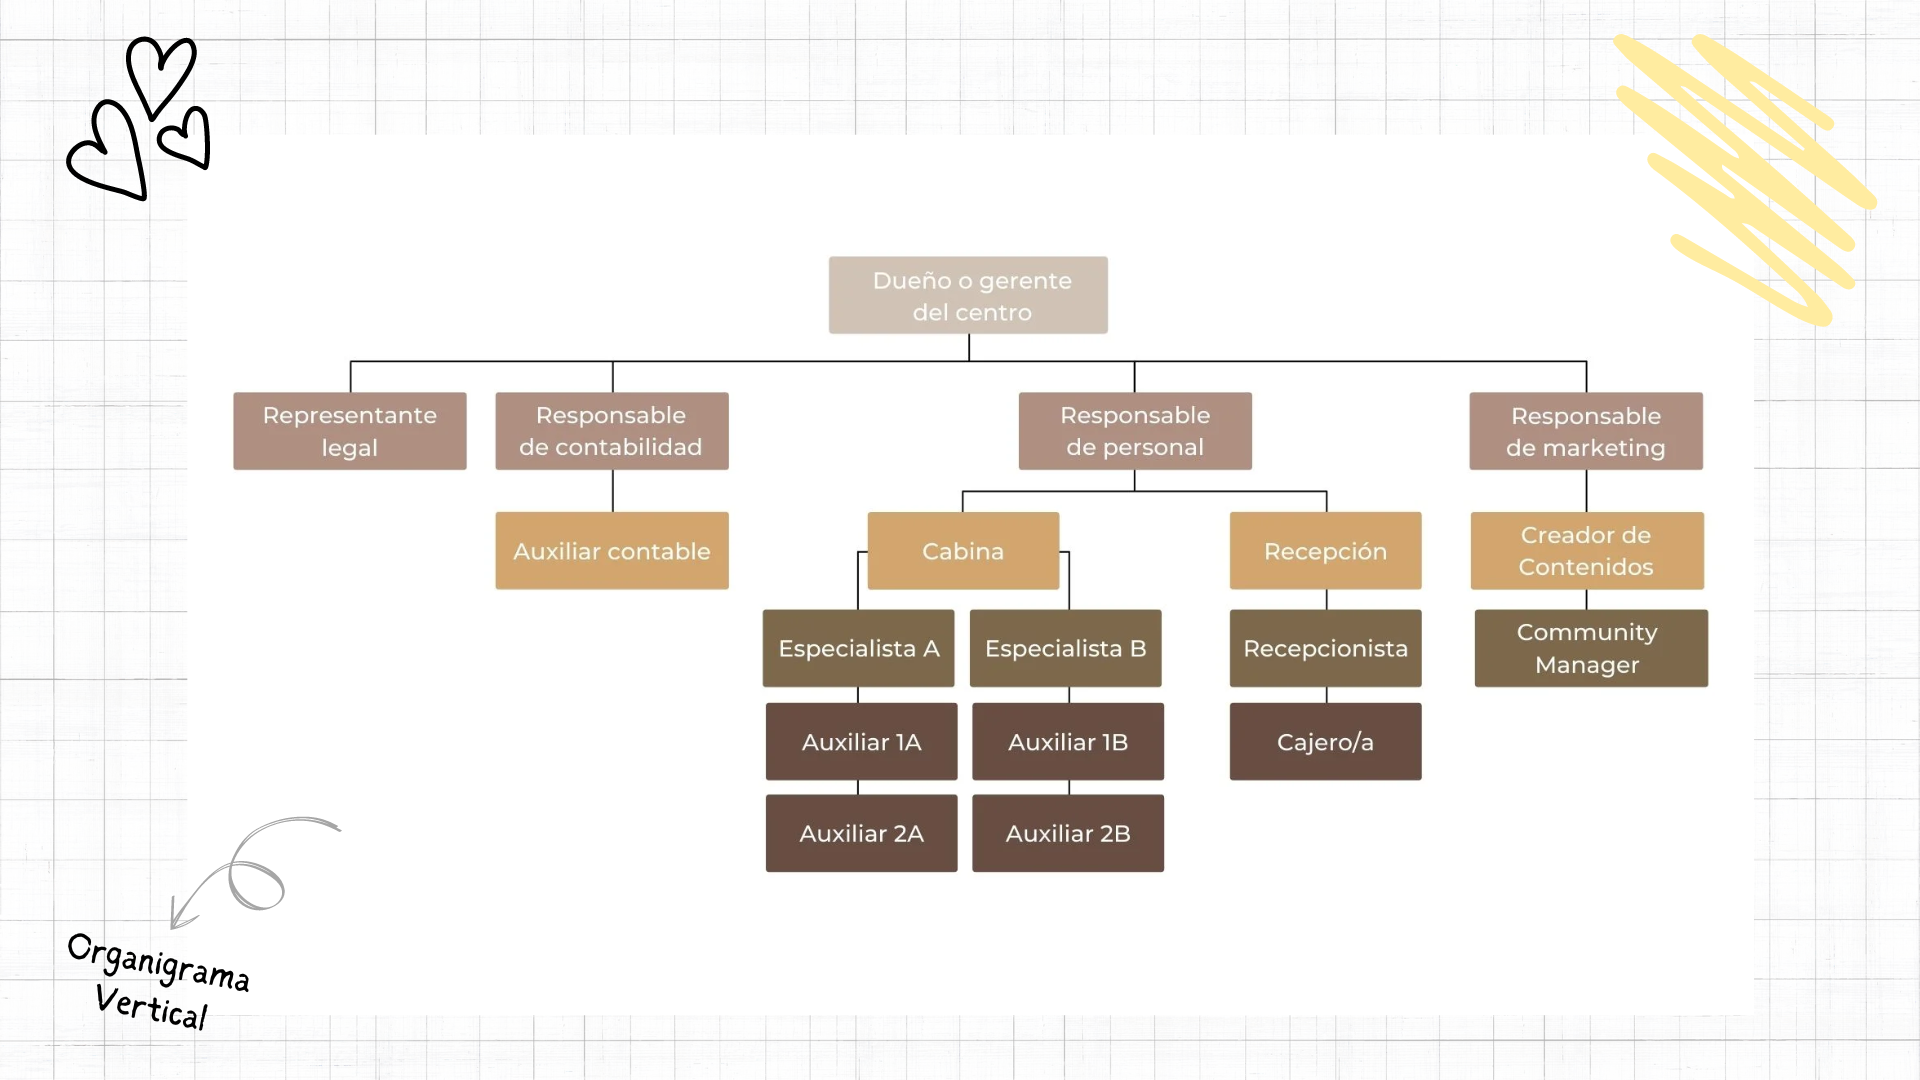 Dueño o gerente
del centro
Representante
legal
Responsable
de contabilidad
Responsable
de personal
Responsable
de marketing
Auxiliar contable
Cabina
Recepción
Creador de
Contenidos
Especialista A
Especialista B
Recepcionista
Community
Manager
Auxiliar 1A
Auxiliar 1B
Cajero/a
Auxiliar 2A
Auxiliar 2B
Organigrama
Vertical